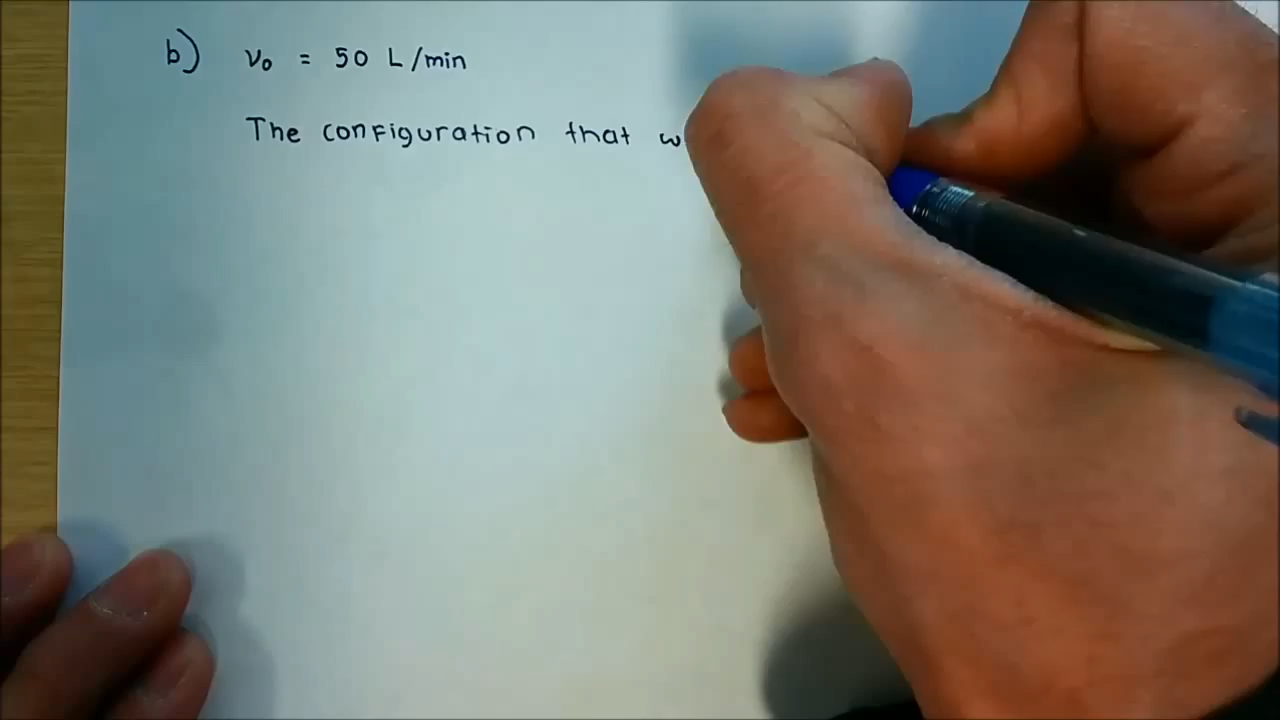 b) v₀ = 50 L/min
The configuration that